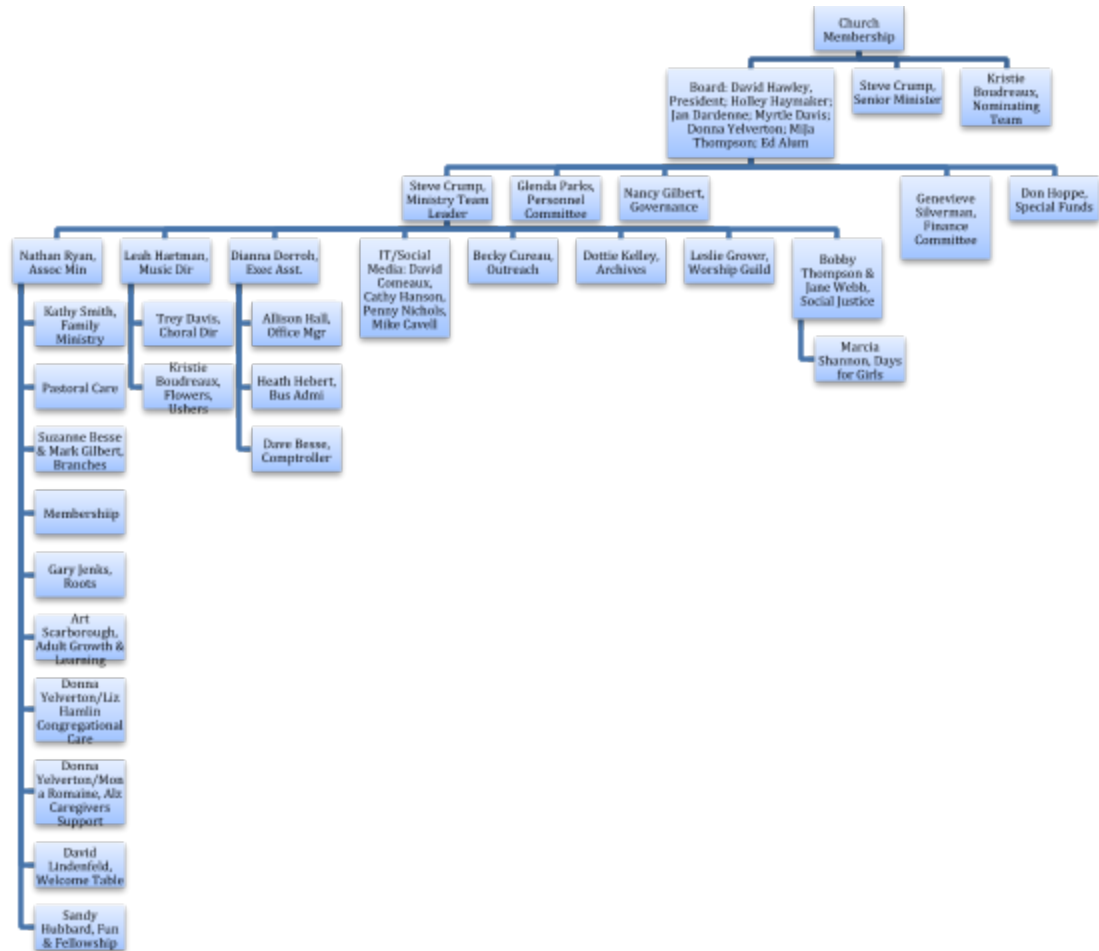 Church
Membership
Board: David Hawley,
President; Holley Haymaker;
Jan Dardenne; Myrtle Davis;
Donna Yelverton; Mija
Thompson; Ed Alum
Steve Crump,
Senior Minister
Kristie
Boudreaux,
Nominating
Team
Steve Crump,
Ministry Team
Leader
Glenda Parks,
Personnel
Committee
Nancy Gilbert,
Governance
Genevieve
Silverman,
Finance
Committee
Don Hoppe,
Special Funds
Nathan Ryan,
Assoc Min
Leah Hartman,
Music Dir
Dianna Dorroh,
Exec Asst.
IT/Social
Media: David
Comeaux,
Cathy Hanson,
Penny Nichols,
Mike Cavell
Becky Cureau,
Outreach
Dottie Kelley,
Archives
Leslie Grover,
Worship Guild
Bobby
Thompson &
Jane Webb,
Social Justice
Kathy Smith,
Family
Ministry
Pastoral Care
Suzanne Besse
& Mark Gilbert,
Branches
Membershiip
Gary Jenks,
Roots
Art
Scarborough,
Adult Growth &
Learning
Donna
Yelverton/Liz
Hamlin
Congregational
Care
Donna
Yelverton/Mon
a Romaine, Alz
Caregivers
Support
David
Lindenfeld,
Welcome Table
Sandy
Hubbard, Fun
& Fellowship
Trey Davis,
Choral Dir
Kristie
Boudreaux,
Flowers,
Ushers
Allison Hall,
Office Mgr
Heath Hebert,
Bus Admi
Dave Besse,
Comptroller
Marcia
Shannon, Days
for Girls